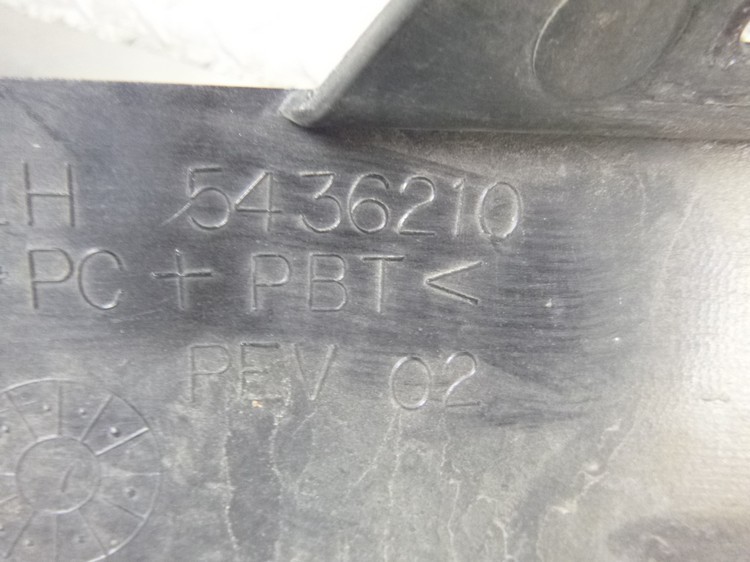 LH 5436210
>PC + PBT<
REV 02